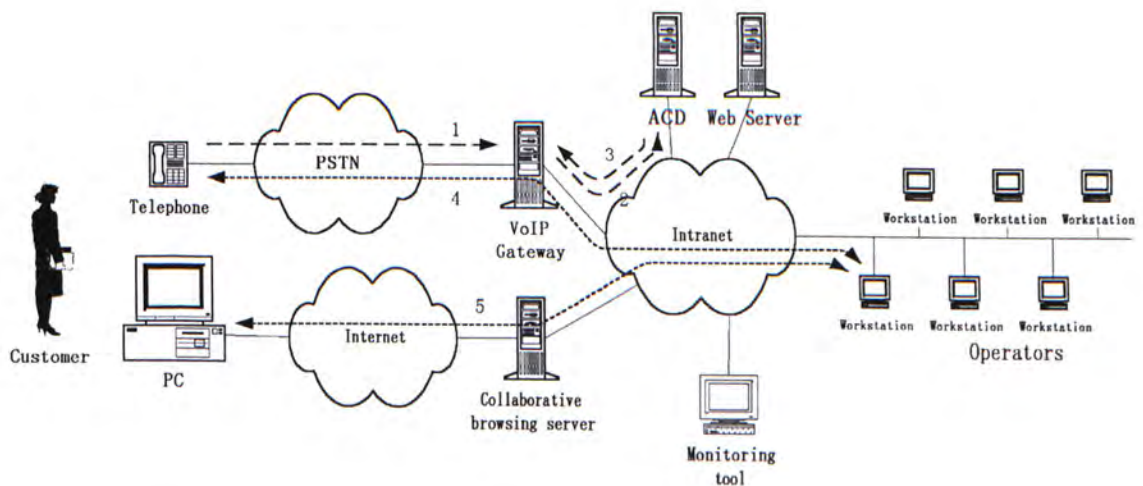 ACD
Web Server
1
PSTN
3
Telephone
4
2
VoIP
Gateway
Intranet
Workstation
Workstation
Workstation
Customer
PC
Internet
5
Collaborative
browsing server
Workstation
Workstation
Workstation
Operators
Monitoring
tool